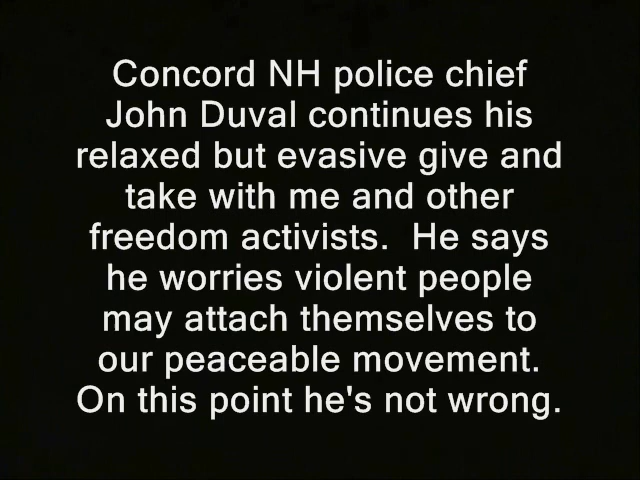 Concord NH police chief
John Duval continues his
relaxed but evasive give and
take with me and other
freedom activists.  He says
he worries violent people
may attach themselves to
our peaceable movement.
On this point he's not wrong.